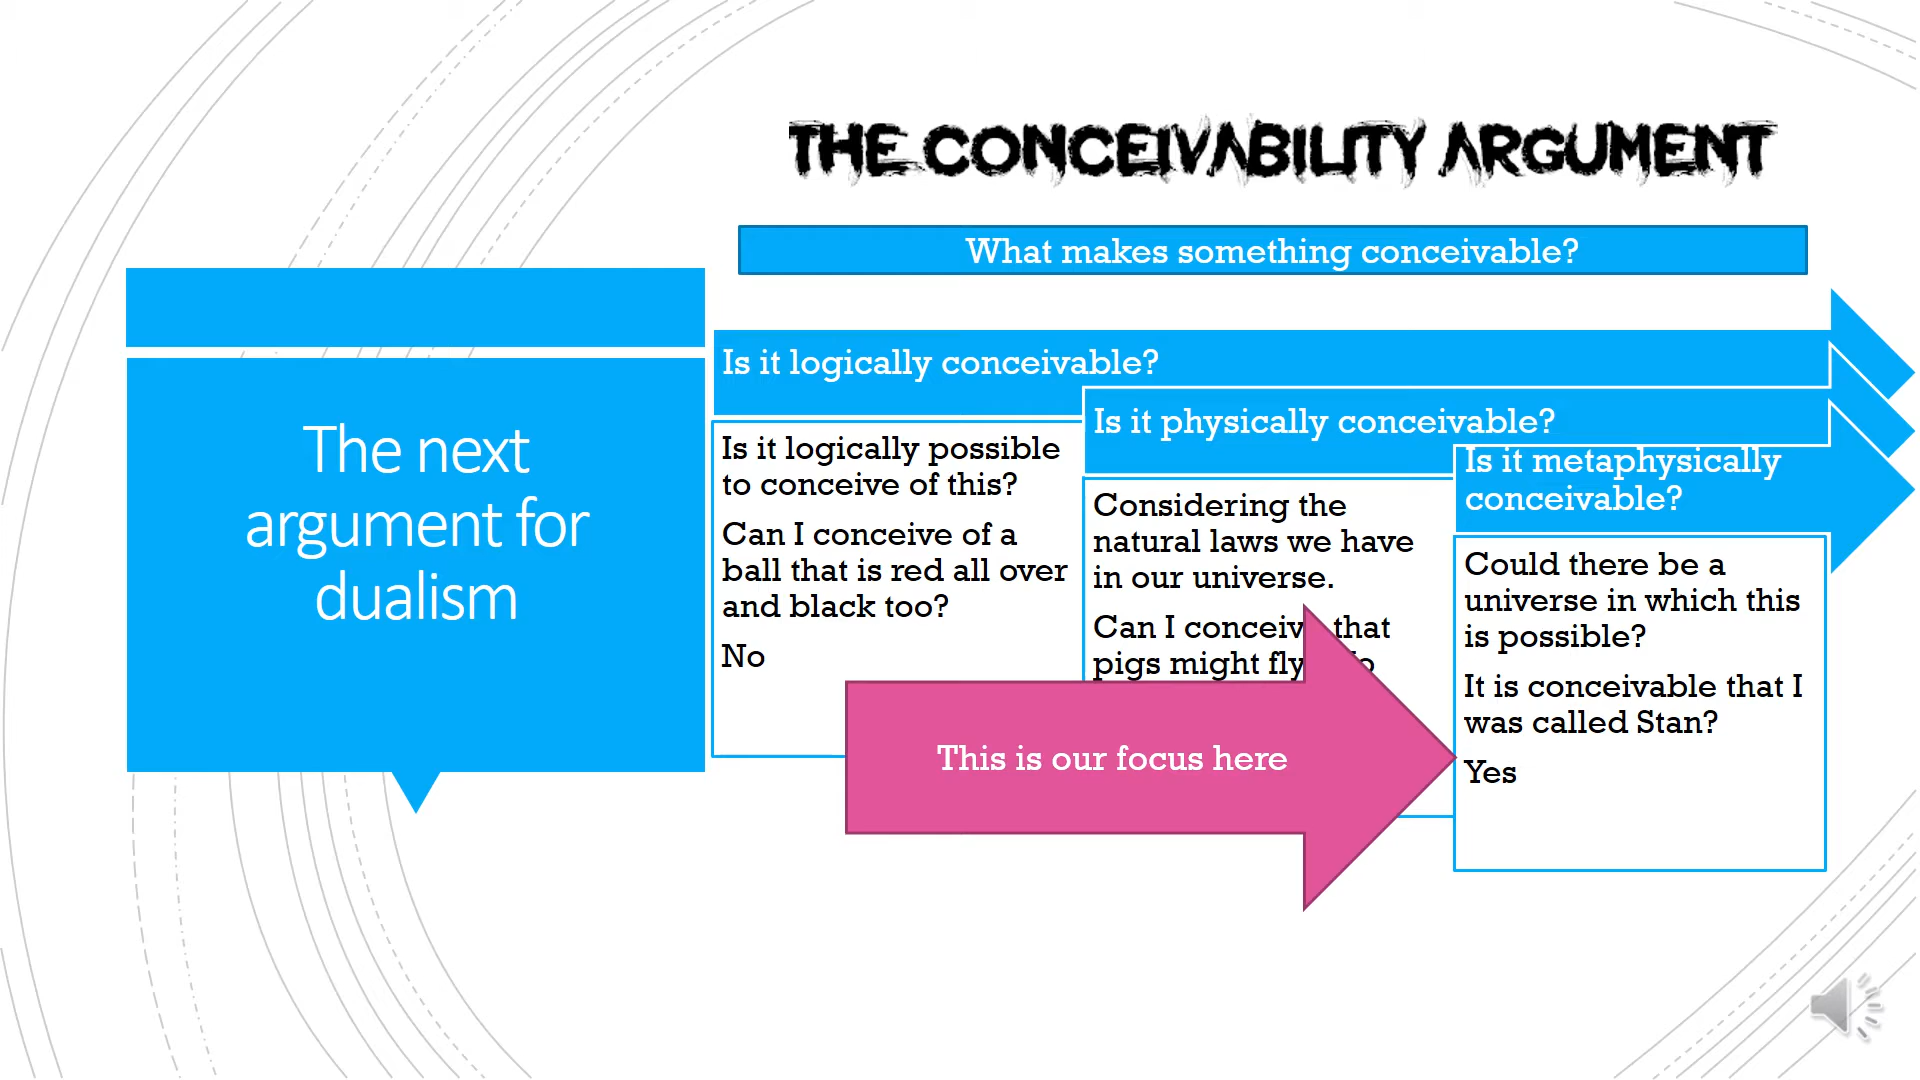 THE CONCEIVABILITY ARGUMENT
What makes something conceivable?
The next
argument for
dualism
Is it logically conceivable?
Is it logically possible
to conceive of this?
Can I conceive of a
ball that is red all over
and black too?
No
Is it physically conceivable?
Considering the
natural laws we have
in our universe.
Can I that
pigs might
This is our focus here
Is it metaphysically
conceivable?
Could there be a
universe in which this
is possible?
It is conceivable that I
was called Stan?
Yes